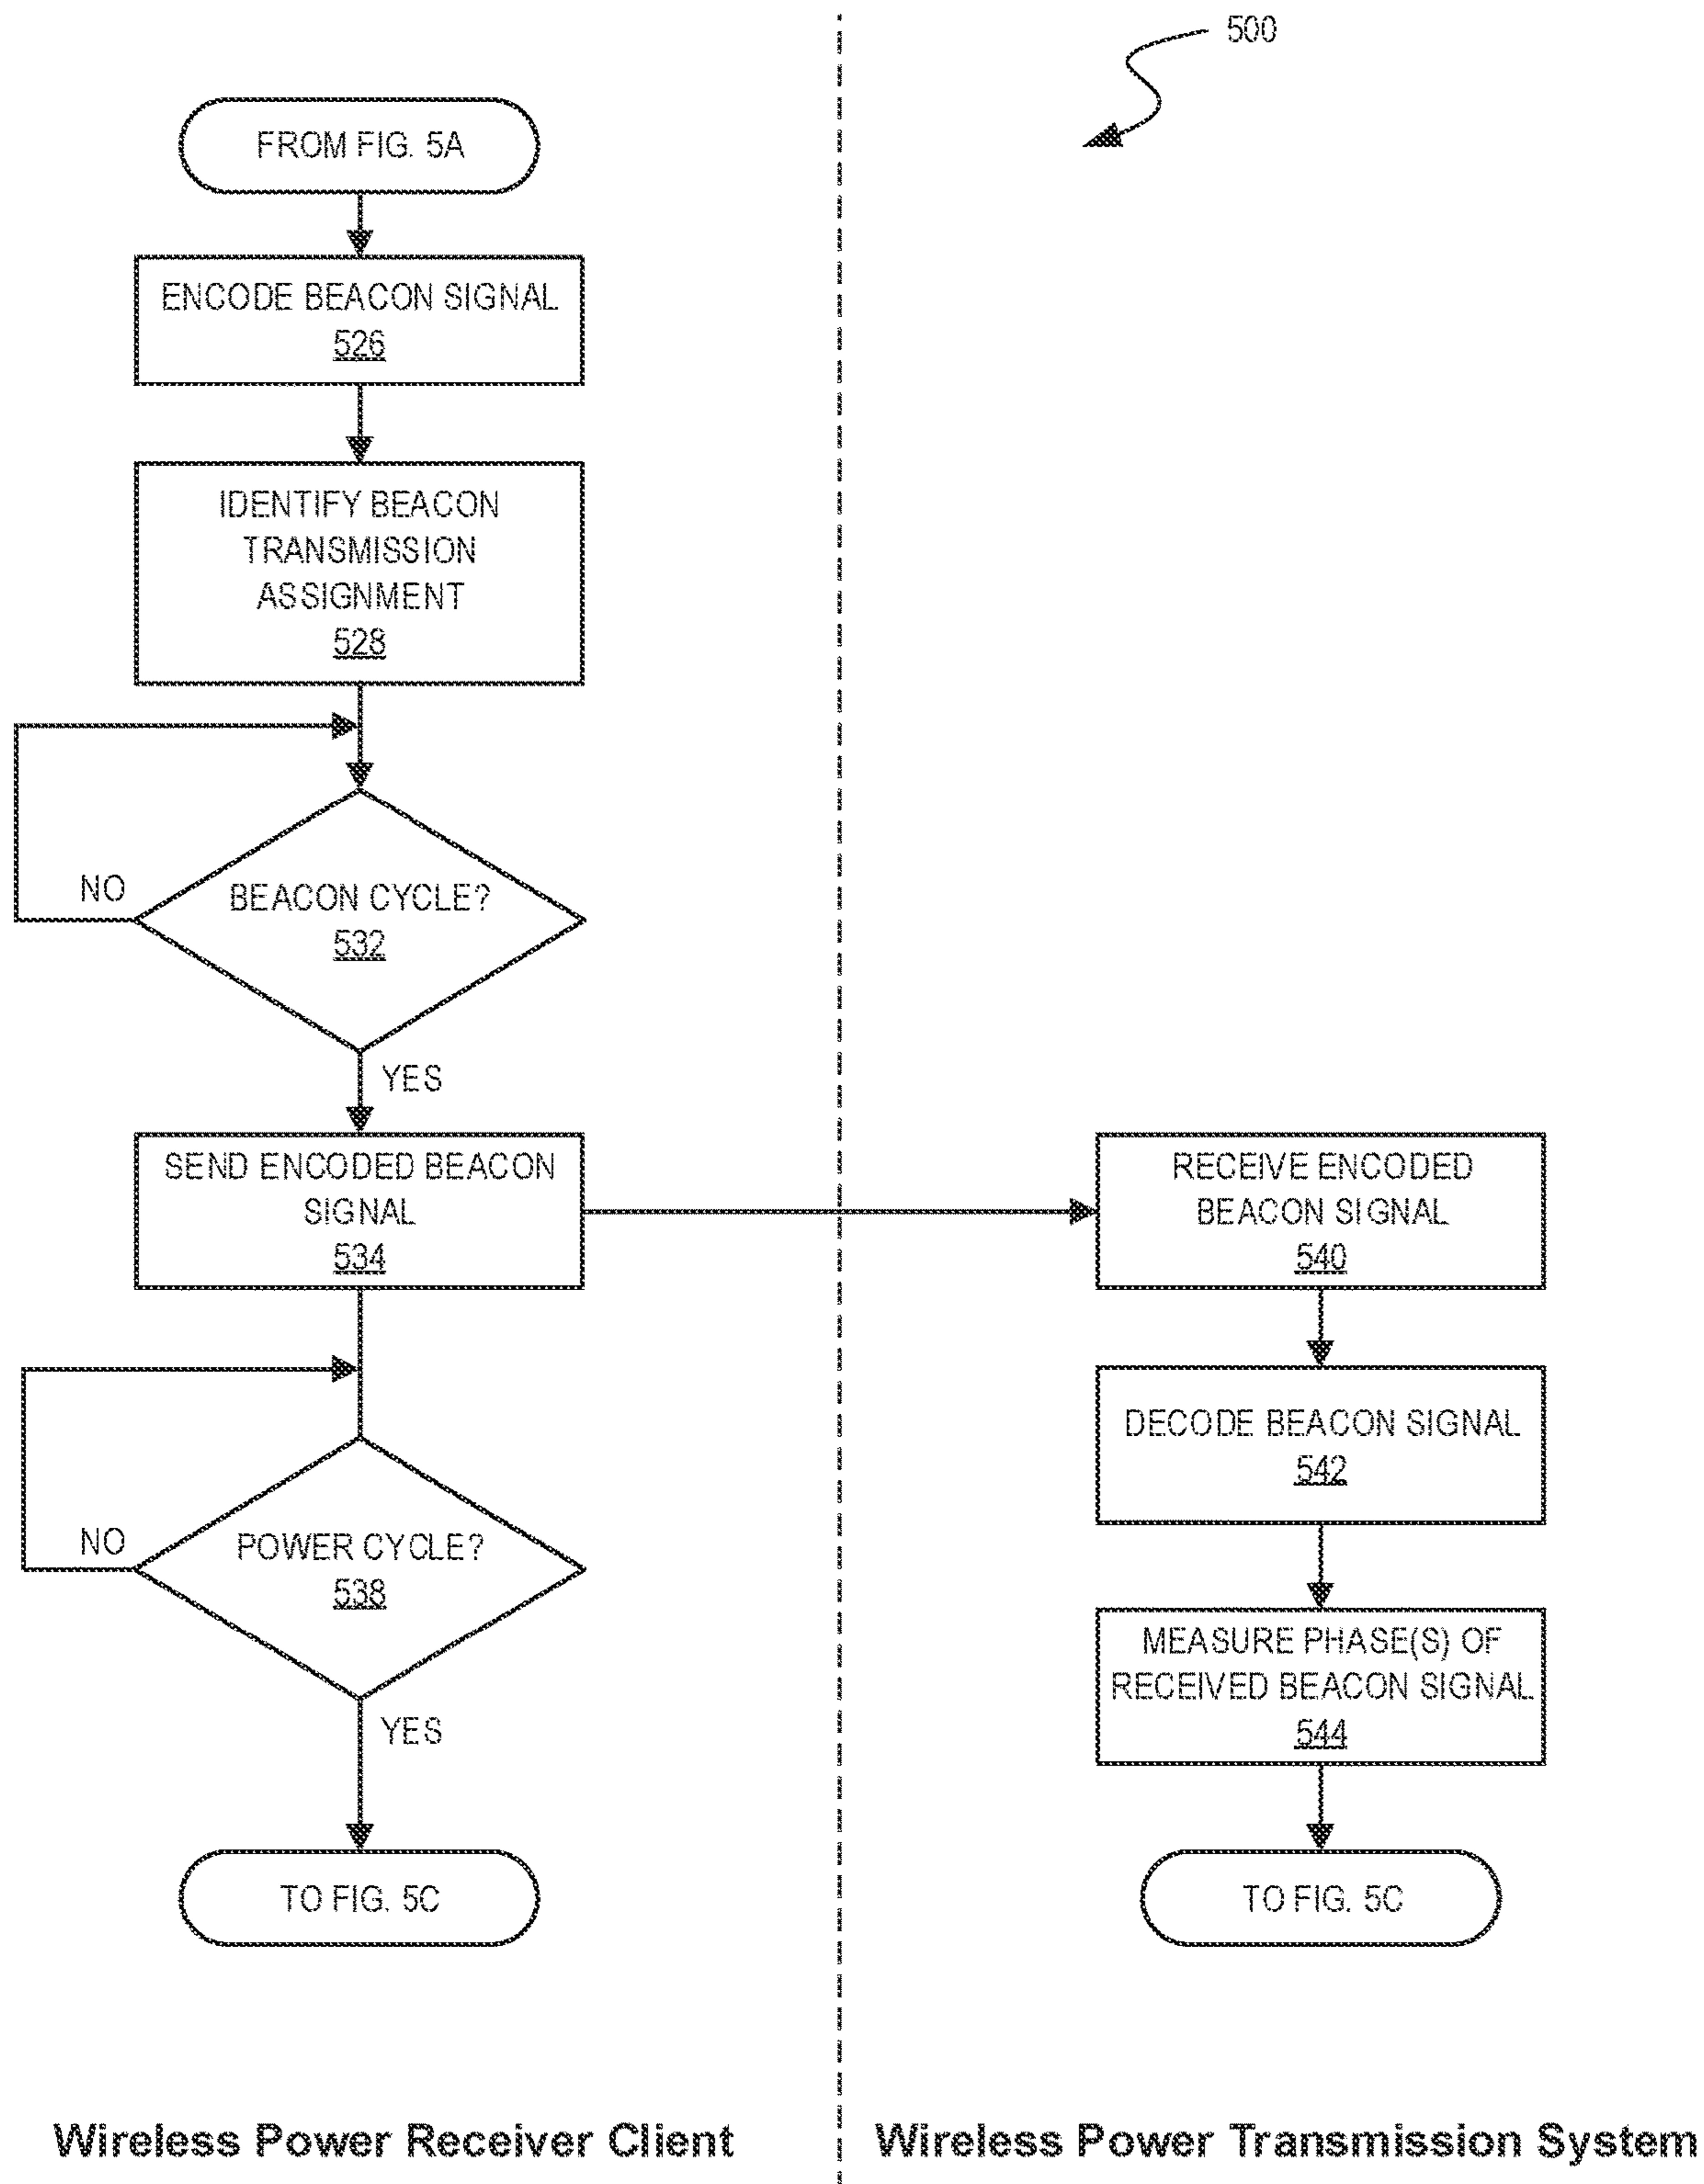 500
FROM FIG. 5A
ENCODE BEACON SIGNAL
526
IDENTIFY BEACON
TRANSMISSION
ASSIGNMENT
528
NO
BEACON CYCLE?
532
YES
SEND ENCODED BEACON
SIGNAL
534
NO
POWER CYCLE?
538
YES
TO FIG. 5C
RECEIVE ENCODED
BEACON SIGNAL
540
DECODE BEACON SIGNAL
542
MEASURE PHASE(S) OF
RECEIVED BEACON SIGNAL
544
TO FIG. 5C
Wireless Power Receiver Client
Wireless Power Transmission System